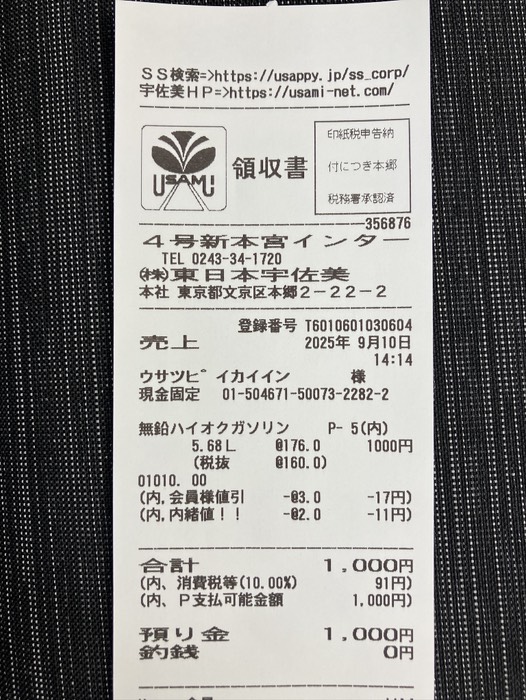 SS検索=>https://usappy.jp/ss_corp/
宇佐美HP=>https://usami-net.com/
USAMI
領収書
印紙税申告納
付につき本郷
税務署承認済
356876
4号新本宮インター
TEL 0243-34-1720
㈱東日本宇佐美
本社 東京都文京区本郷2-22-2
登録番号 T6010601030604
売上 2025年 9月10日
14:14
ウサツピﾟイカイイン 様
現金固定 01-504671-50073-2282-2
無鉛ハイオクガソリン P- 5(内)
5.68L @176.0 1000円
(税抜 @160.0)
01010. 00
(内,会員様値引 -@3.0 -17円)
(内,内緒値!! -@2.0 -11円)
合計 1,000円
(内、消費税等(10.00%) 91円)
(内、P支払可能金額 1,000円)
預り金 1,000円
釣銭 0円